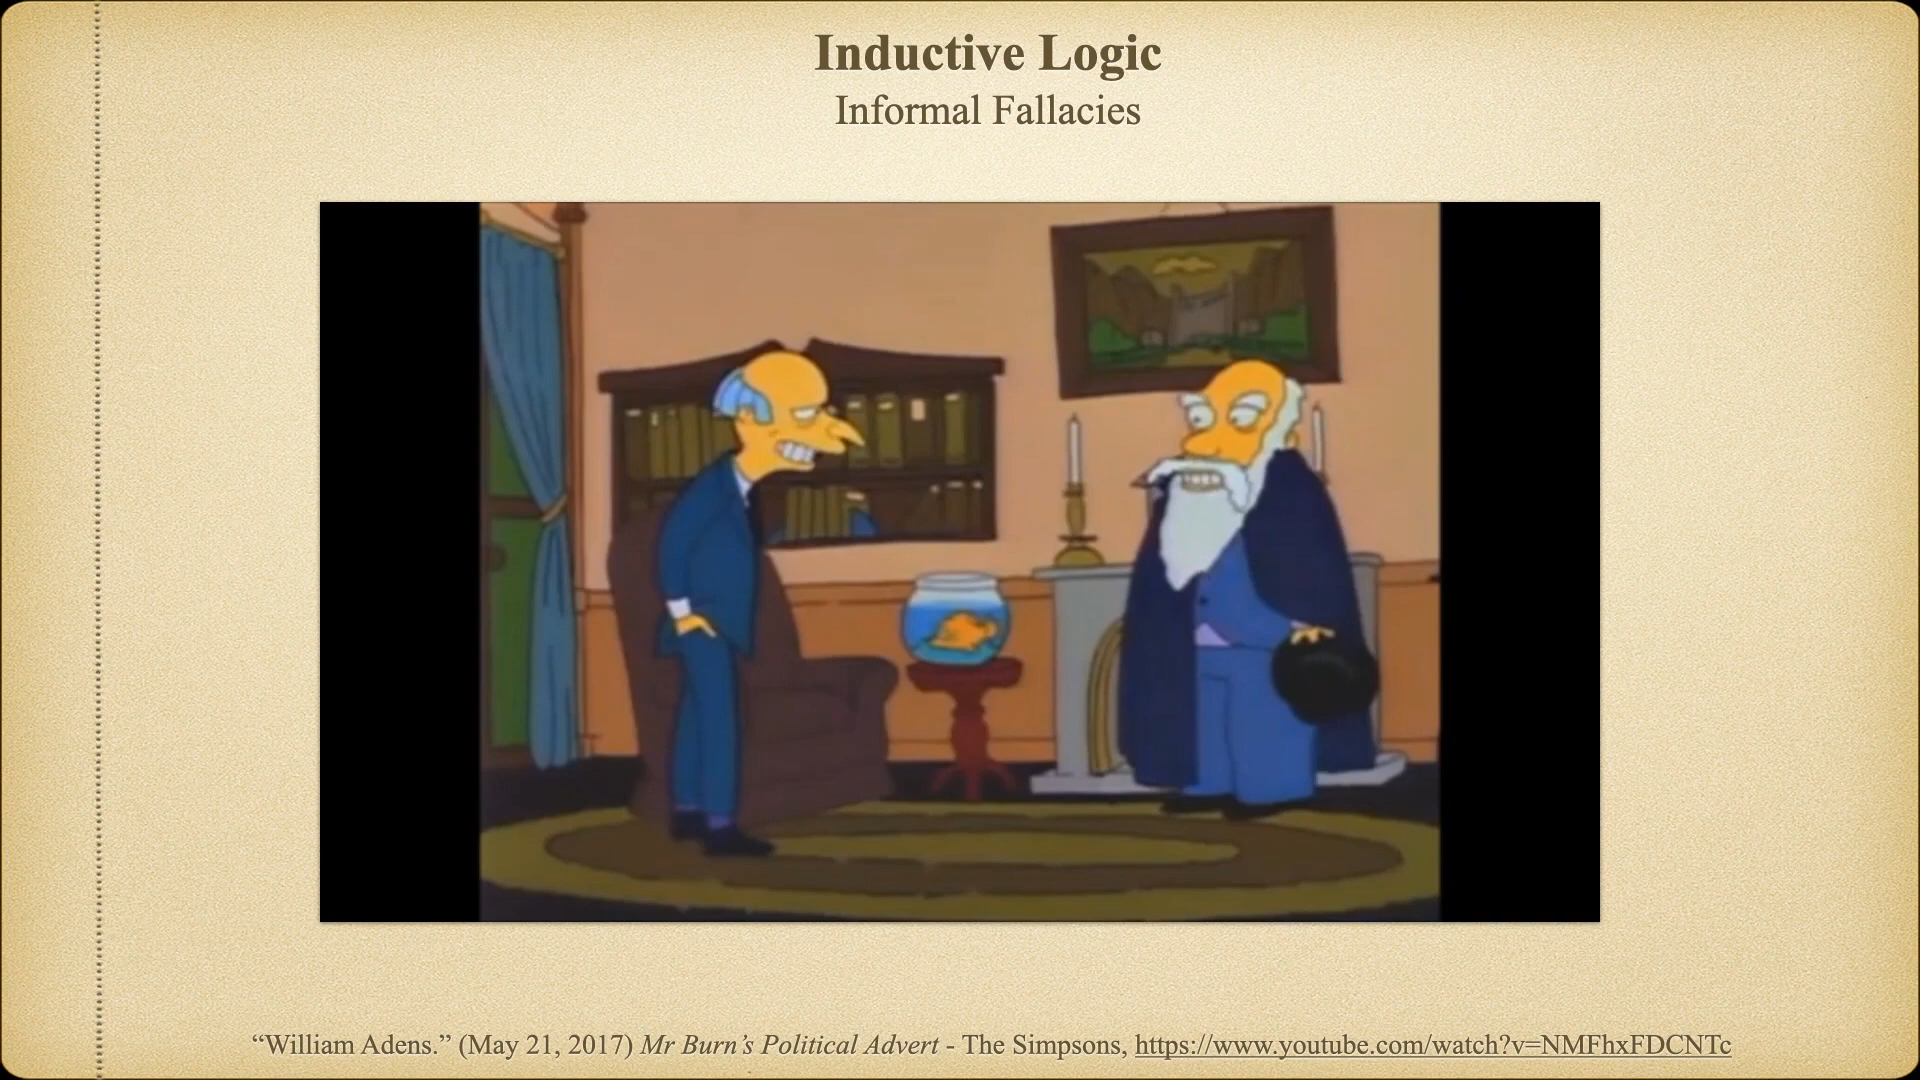 Inductive Logic
Informal Fallacies
“William Adens.” (May 21, 2017) Mr Burn’s Political Advert - The Simpsons, https://www.youtube.com/watch?v=NMFhxFDCNTc